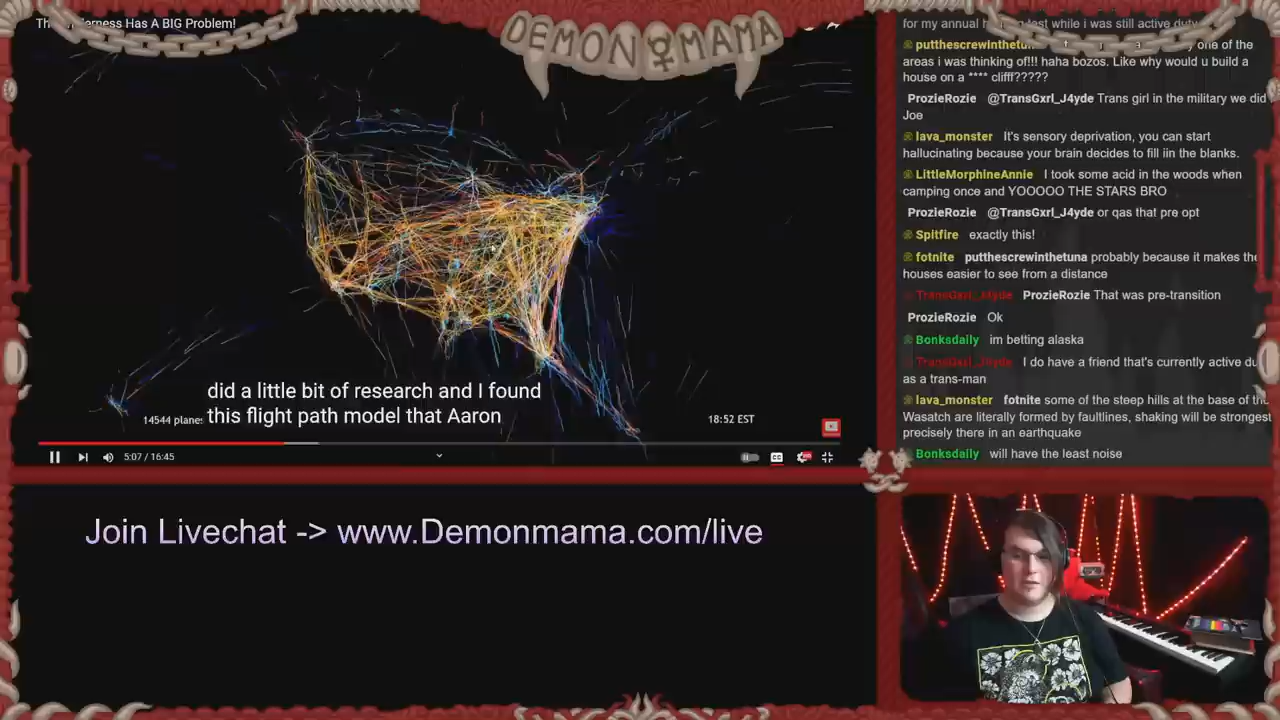 The
erness Has A BIG Problem!
DEMON MAMA
did a little bit of research and I found
this flight path model that Aaron
14544 planes
18:52 EST
5:07 / 16:45
CC
Join Livechat -> www.Demonmama.com/live
for my annual
test while i was still active duty
putthescrewinthetuna
one of the
areas i was thinking of!!! haha bozos. Like why would u build a
house on a **** clifff?????
ProzieRozie @TransGxrl_J4yde Trans girl in the military we did
Joe
lava_monster It's sensory deprivation, you can start
hallucinating because your brain decides to fill iin the blanks.
LittleMorphineAnnie I took some acid in the woods when
camping once and YOOOOO THE STARS BRO
ProzieRozie @TransGxrl_J4yde or qas that pre opt
Spitfire exactly this!
fotnite putthescrewinthetuna probably because it makes the
houses easier to see from a distance
TransGxrl_J4yde ProzieRozie That was pre-transition
ProzieRozie Ok
Bonksdaily im betting alaska
TransGxrl_J4yde I do have a friend that's currently active du
as a trans-man
lava_monster fotnite some of the steep hills at the base of the
Wasatch are literally formed by faultlines, shaking will be strongest
precisely there in an earthquake
Bonksdaily will have the least noise